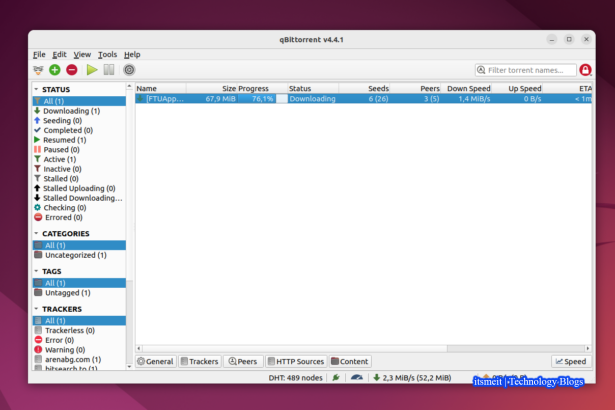 qBittorrent v4.4.1
File Edit View Tools Help
Filter torrent names...
STATUS
All (1)
Downloading (1)
Seeding (0)
Completed (0)
Resumed (1)
Paused (0)
Active (1)
Inactive (0)
Stalled (0)
Stalled Uploading (0)
Stalled Downloading...
Checking (0)
Errored (0)
CATEGORIES
All (1)
Uncategorized (1)
TAGS
All (1)
Untagged (1)
TRACKERS
All (1)
Trackerless (0)
Error (0)
Warning (0)
arenabg.com (1)
bitsearch.to (1)
Name Size Progress Status Seeds Peers Down Speed Up Speed ETA
[FTUApp... 67,9 MiB 76,1% Downloading 6 (26) 3 (5) 1,4 MiB/s 0 B/s < 1m
General Trackers Peers HTTP Sources Content Speed
DHT: 489 nodes 2,3 MiB/s (52,2 MiB)
itsmeit | Technology Blogs